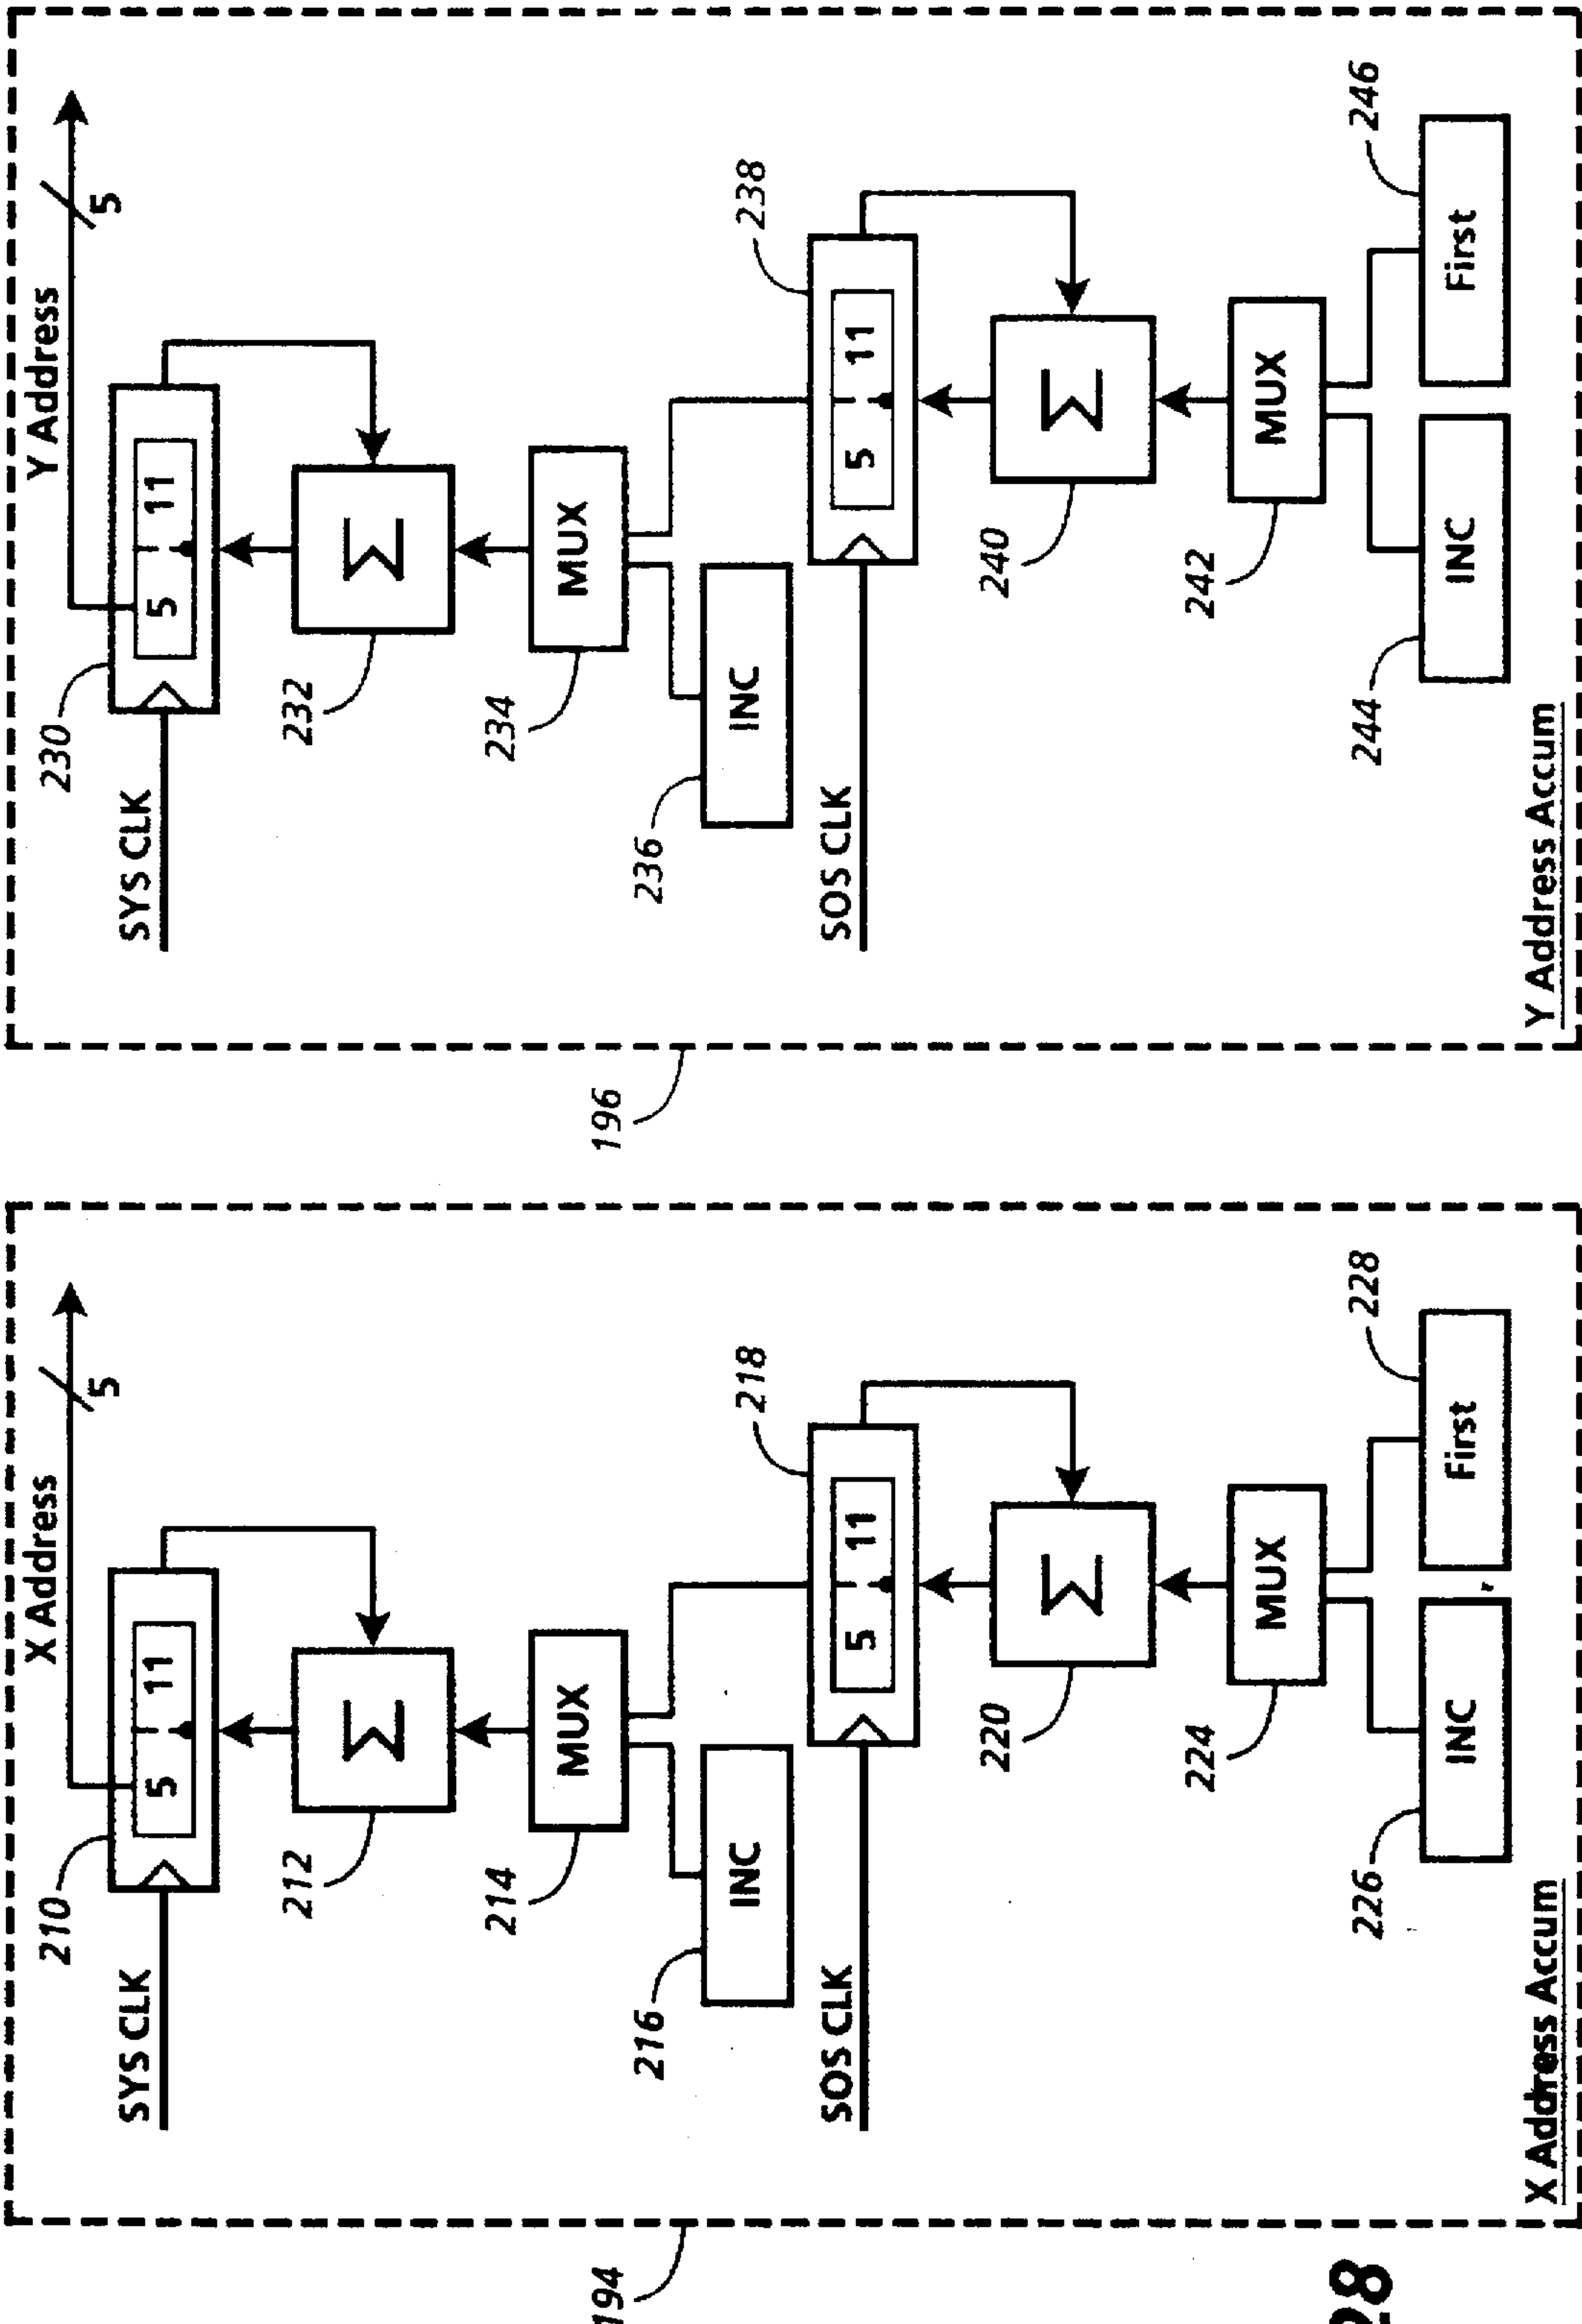 194
X Address
5
210
5 11
SYS CLK
212
Σ
214
MUX
216
INC
218
5 11
SOS CLK
220
Σ
224
MUX
226
INC
228
First
X Address Accum
196
Y Address
5
230
5 11
SYS CLK
232
Σ
234
MUX
236
INC
238
5 11
SOS CLK
240
Σ
242
MUX
244
INC
246
First
Y Address Accum
28